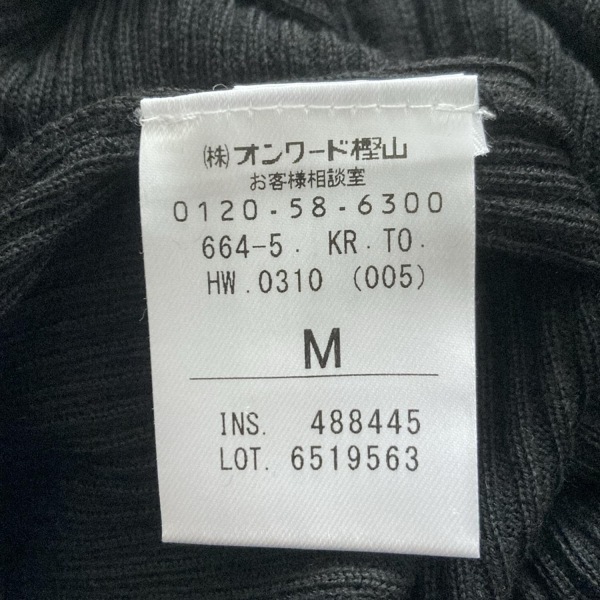 (株)オンワード樫山
お客様相談室
0120-58-6300
664-5. KR.TO.
HW.0310 (005)
M
INS. 488445
LOT. 6519563